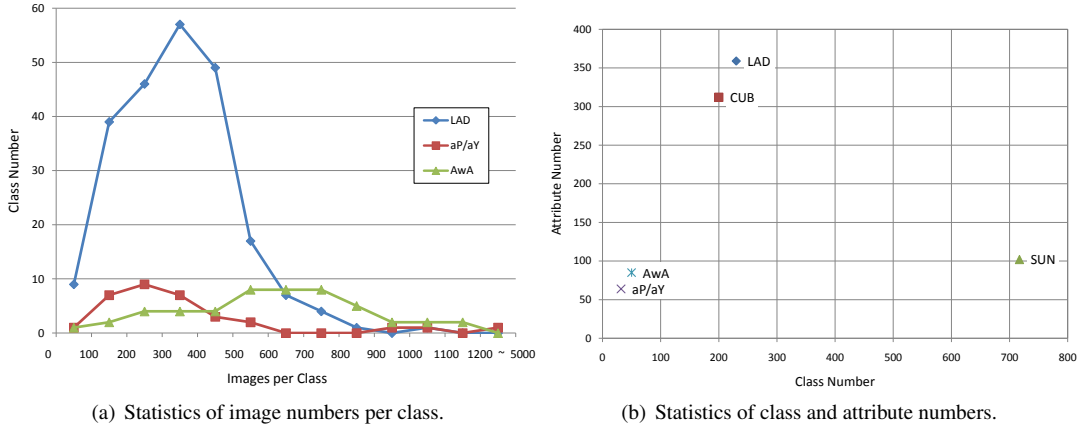 60
50
40
30
20
10
0
Class Number
LAD
aP/aY
AwA
0 100 200 300 400 500 600 700 800 900 1000 1100 1200 ~ 5000
Images per Class
(a) Statistics of image numbers per class.
400
350
300
250
200
150
100
50
0
Attribute Number
LAD
CUB
SUN
AwA
aP/aY
0 100 200 300 400 500 600 700 800
Class Number
(b) Statistics of class and attribute numbers.